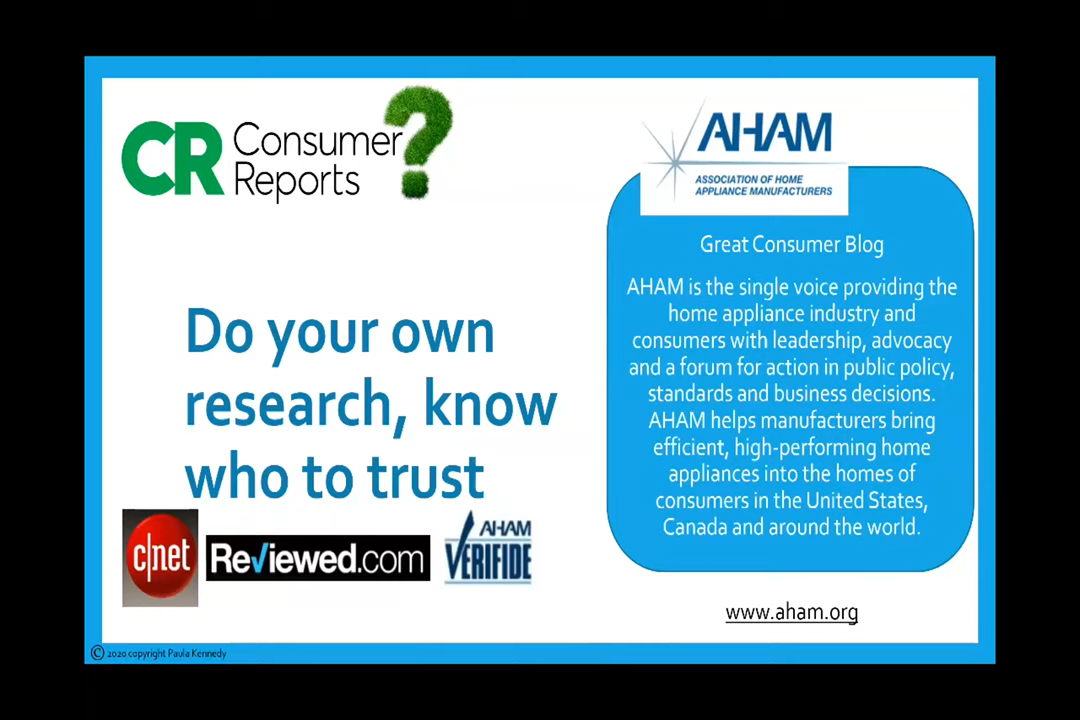 CR Consumer Reports ?
Do your own
research, know
who to trust
c|net
Reviewed.com
AHAM
VERIFIDE
AHAM
ASSOCIATION OF HOME
APPLIANCE MANUFACTURERS
Great Consumer Blog
AHAM is the single voice providing the
home appliance industry and
consumers with leadership, advocacy
and a forum for action in public policy,
standards and business decisions.
AHAM helps manufacturers bring
efficient, high-performing home
appliances into the homes of
consumers in the United States,
Canada and around the world.
www.aham.org
© 2020 copyright Paula Kennedy